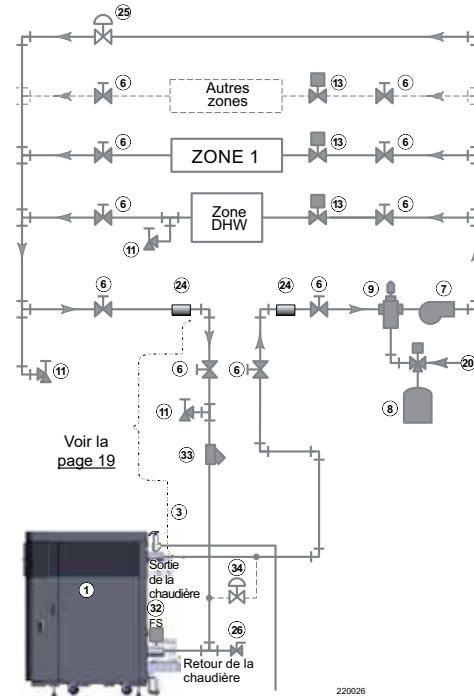 25
6
Autres
zones
13
6
6
ZONE 1
13
6
6
Zone
DHW
13
6
11
6
24
24
6
9
7
11
6
6
20
8
11
33
Voir la
page 19
3
Sortie
de la
chaudière
34
1
32
FS
26
Retour de la
chaudière
220026